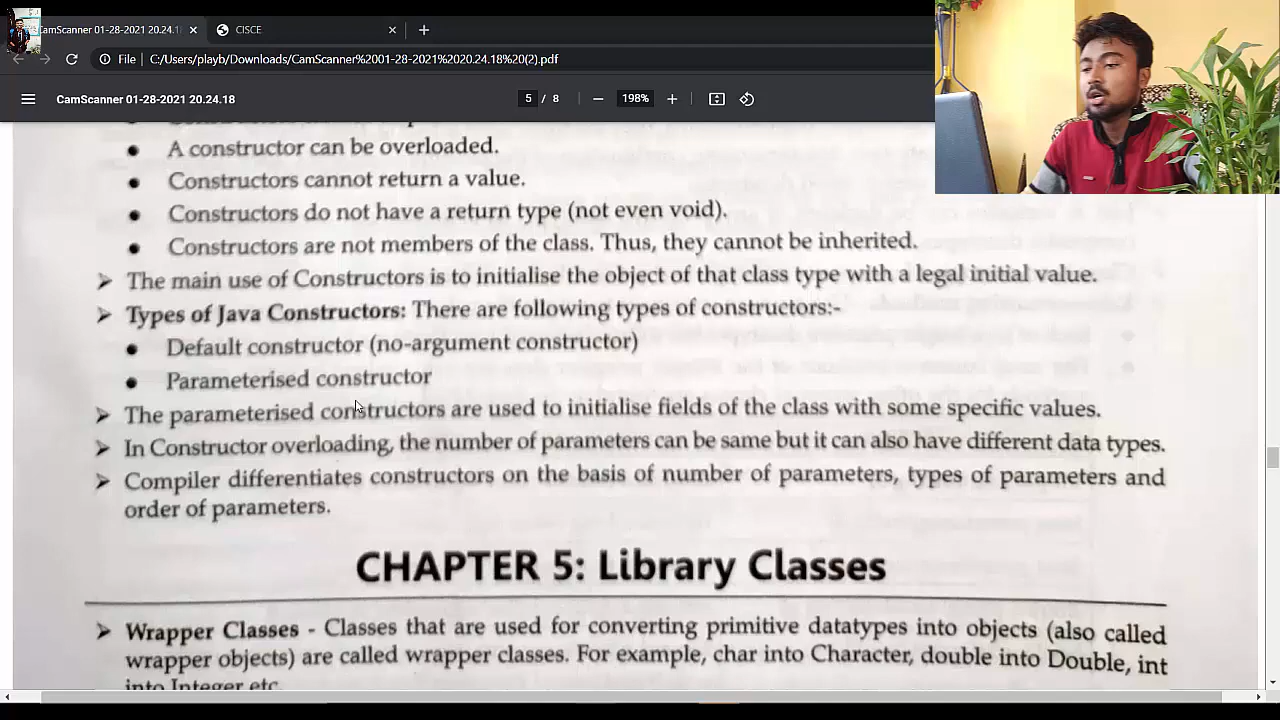 CamScanner 01-28-2021 20.24.1
CISCE
File C:/Users/playb/Downloads/CamScanner%2001-28-2021%2020.24.18%20(2).pdf
CamScanner 01-28-2021 20.24.18
5 / 8
198%
A constructor can be overloaded.
Constructors cannot return a value.
Constructors do not have a return type (not even void).
Constructors are not members of the class. Thus, they cannot be inherited.
The main use of Constructors is to initialise the object of that class type with a legal initial value.
Types of Java Constructors: There are following types of constructors:-
Default constructor (no-argument constructor)
Parameterised constructor
The parameterised constructors are used to initialise fields of the class with some specific values.
In Constructor overloading, the number of parameters can be same but it can also have different data types.
Compiler differentiates constructors on the basis of number of parameters, types of parameters and
order of parameters.
CHAPTER 5: Library Classes
Wrapper Classes - Classes that are used for converting primitive datatypes into objects (also called
wrapper objects) are called wrapper classes. For example, char into Character, double into Double, int
into Integer etc.